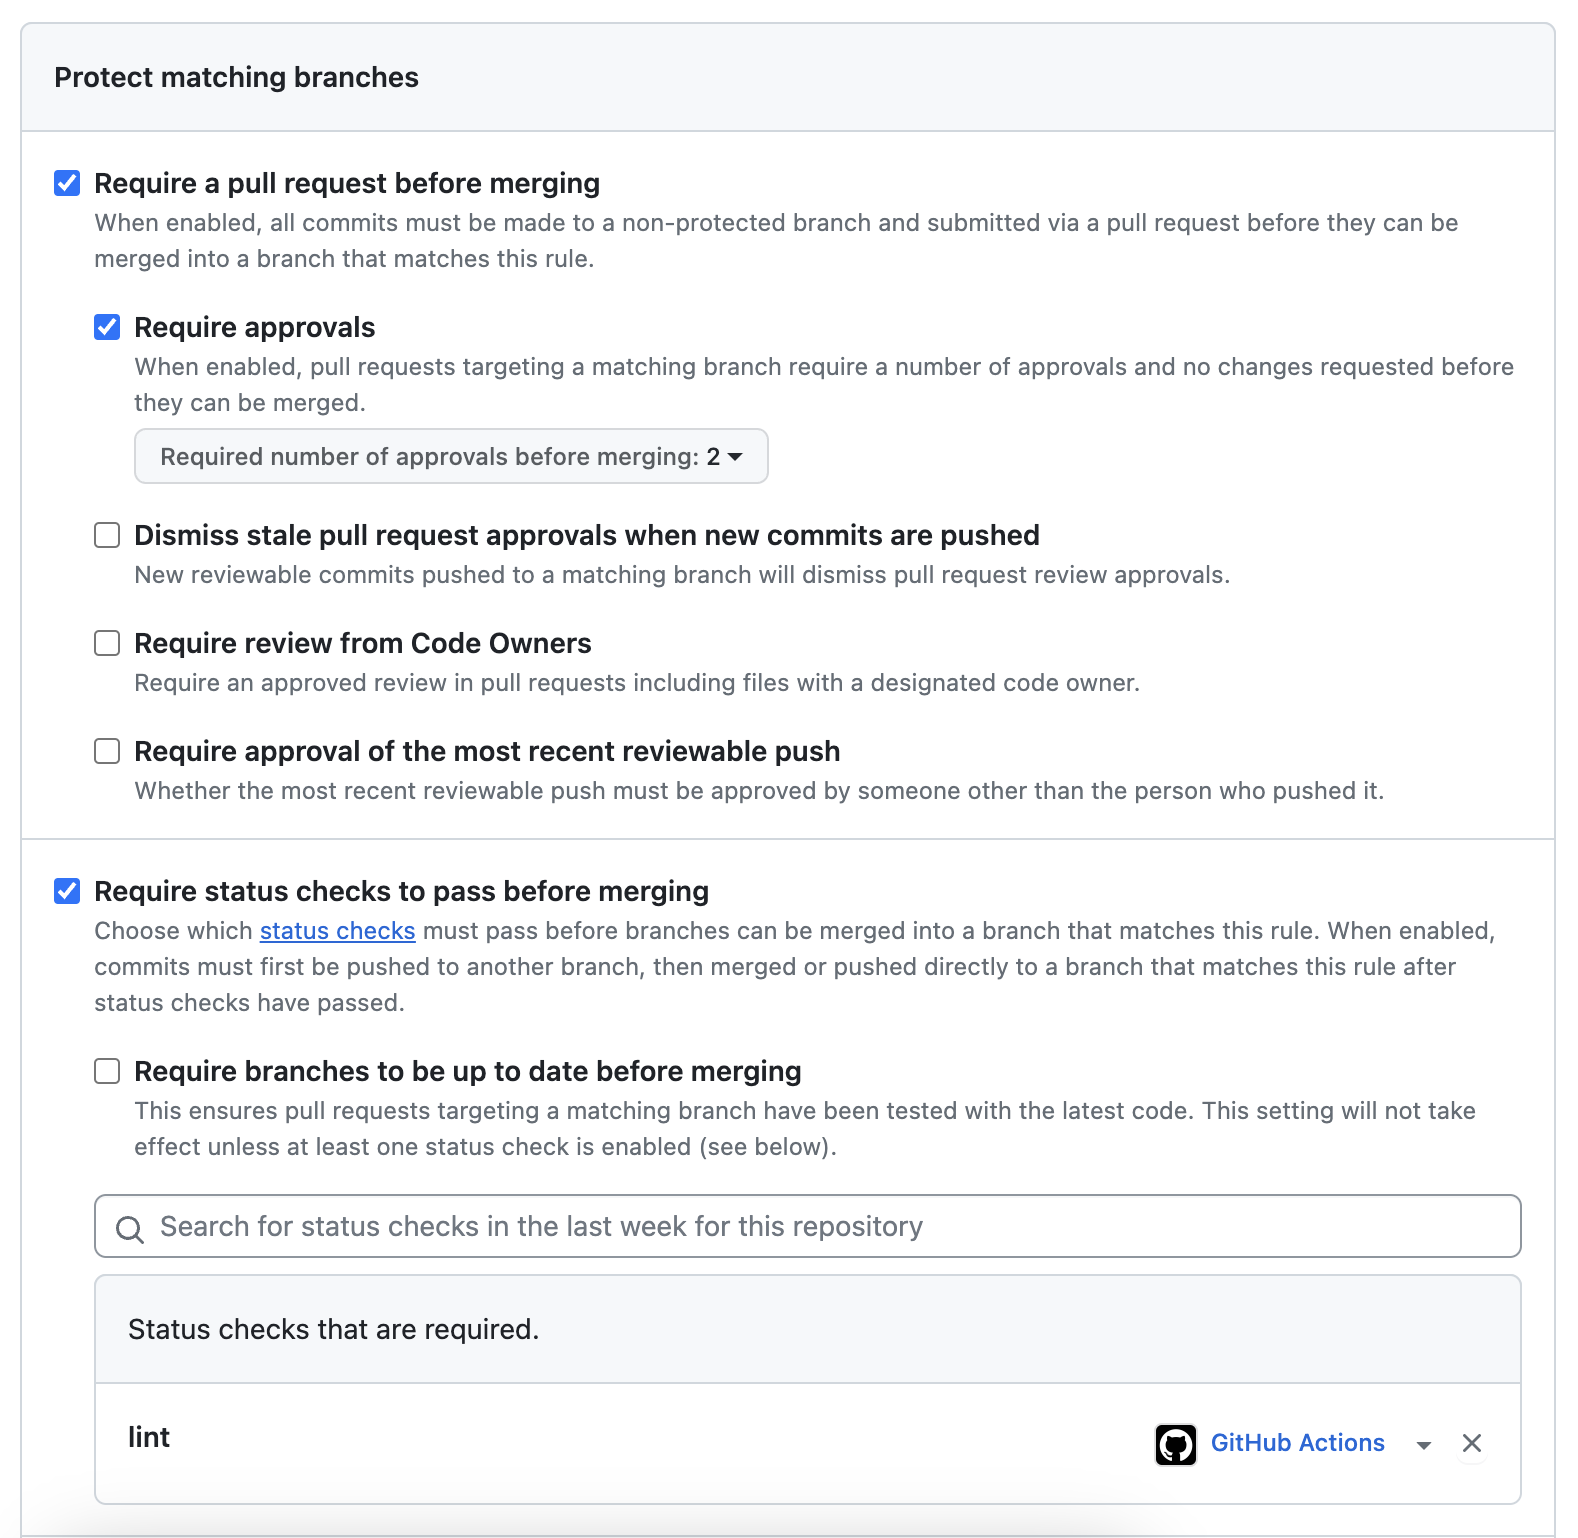 Protect matching branches
Require a pull request before merging
When enabled, all commits must be made to a non-protected branch and submitted via a pull request before they can be
merged into a branch that matches this rule.
Require approvals
When enabled, pull requests targeting a matching branch require a number of approvals and no changes requested before
they can be merged.
Required number of approvals before merging: 2
Dismiss stale pull request approvals when new commits are pushed
New reviewable commits pushed to a matching branch will dismiss pull request review approvals.
Require review from Code Owners
Require an approved review in pull requests including files with a designated code owner.
Require approval of the most recent reviewable push
Whether the most recent reviewable push must be approved by someone other than the person who pushed it.
Require status checks to pass before merging
Choose which status checks must pass before branches can be merged into a branch that matches this rule. When enabled,
commits must first be pushed to another branch, then merged or pushed directly to a branch that matches this rule after
status checks have passed.
Require branches to be up to date before merging
This ensures pull requests targeting a matching branch have been tested with the latest code. This setting will not take
effect unless at least one status check is enabled (see below).
Search for status checks in the last week for this repository
Status checks that are required.
lint GitHub Actions